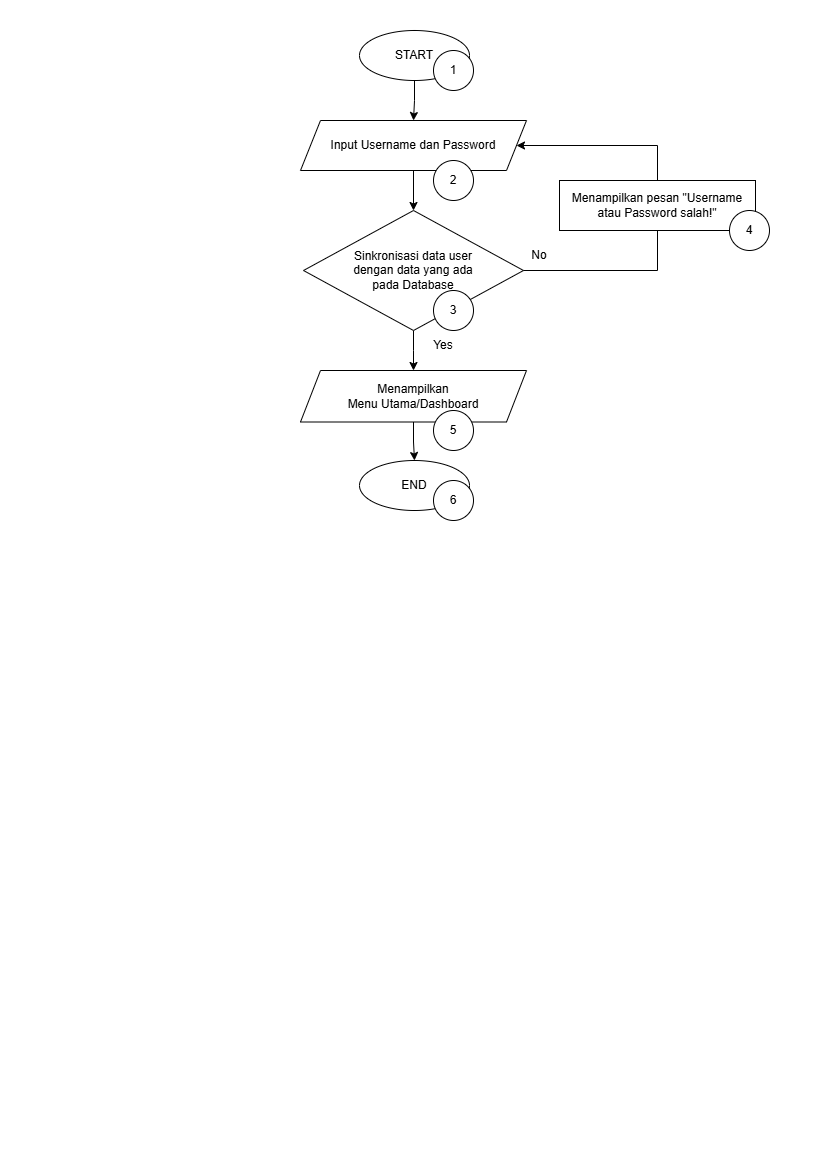 START
1
Input Username dan Password
2
Menampilkan pesan "Username
atau Password salah!"
4
No
Sinkronisasi data user
dengan data yang ada
pada Database
3
Yes
Menampilkan
Menu Utama/Dashboard
5
END
6